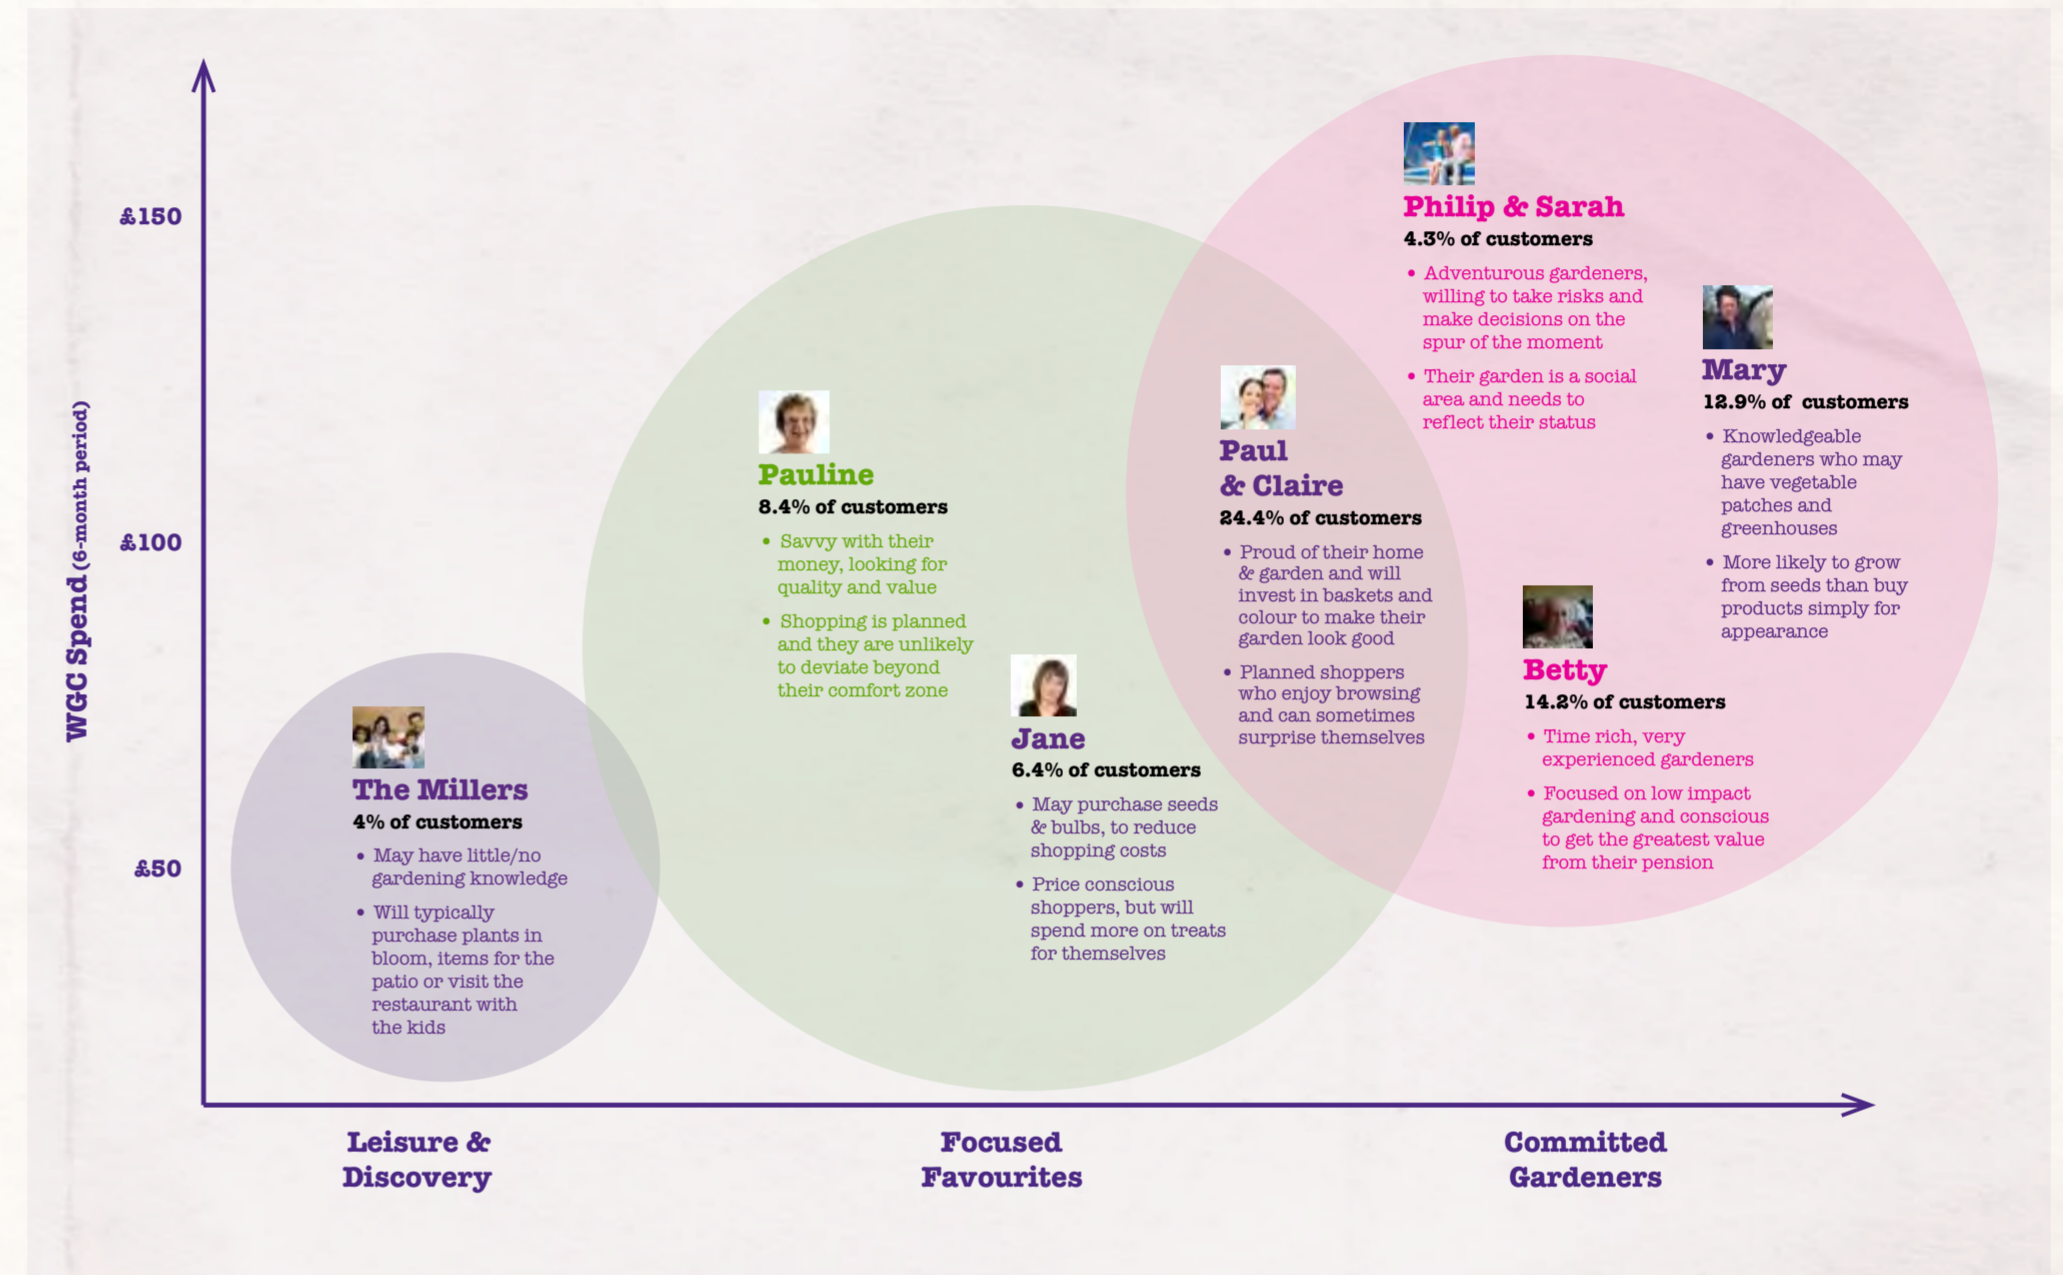 WGC Spend (6-month period)
£150
£100
£50
The Millers
4% of customers
• May have little/no
gardening knowledge
• Will typically
purchase plants in
bloom, items for the
patio or visit the
restaurant with
the kids
Pauline
8.4% of customers
• Savvy with their
money, looking for
quality and value
• Shopping is planned
and they are unlikely
to deviate beyond
their comfort zone
Jane
6.4% of customers
• May purchase seeds
& bulbs, to reduce
shopping costs
• Price conscious
shoppers, but will
spend more on treats
for themselves
Paul
& Claire
24.4% of customers
• Proud of their home
& garden and will
invest in baskets and
colour to make their
garden look good
• Planned shoppers
who enjoy browsing
and can sometimes
surprise themselves
Philip & Sarah
4.3% of customers
• Adventurous gardeners,
willing to take risks and
make decisions on the
spur of the moment
• Their garden is a social
area and needs to
reflect their status
Mary
12.9% of customers
• Knowledgeable
gardeners who may
have vegetable
patches and
greenhouses
• More likely to grow
from seeds than buy
products simply for
appearance
Betty
14.2% of customers
• Time rich, very
experienced gardeners
• Focused on low impact
gardening and conscious
to get the greatest value
from their pension
Leisure &
Discovery
Focused
Favourites
Committed
Gardeners